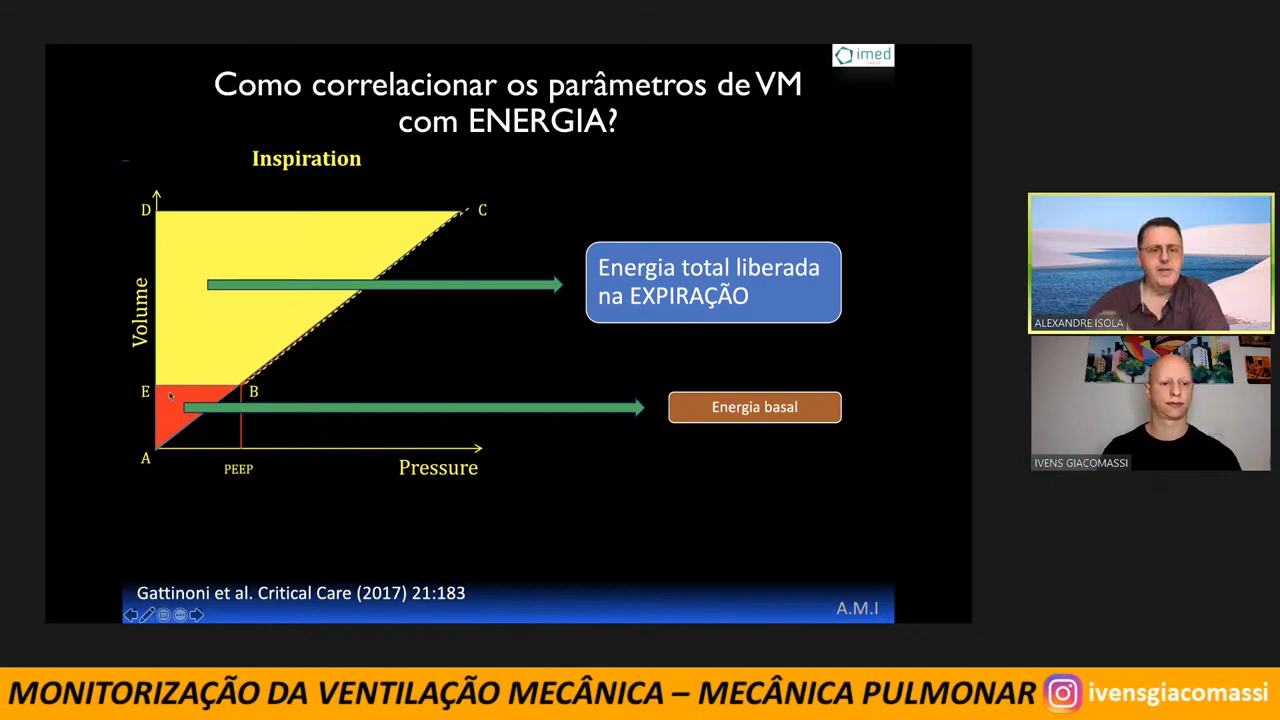 imed
Como correlacionar os parâmetros de VM
com ENERGIA?
Inspiration
D
C
Volume
Energia total liberada
na EXPIRAÇÃO
E
B
Energia basal
A
PEEP
Pressure
Gattinoni et al. Critical Care (2017) 21:183
A.M.I
ALEXANDRE ISOLA
IVENS GIACOMASSI
MONITORIZAÇÃO DA VENTILAÇÃO MECÂNICA – MECÂNICA PULMONAR
ivensgiacomassi